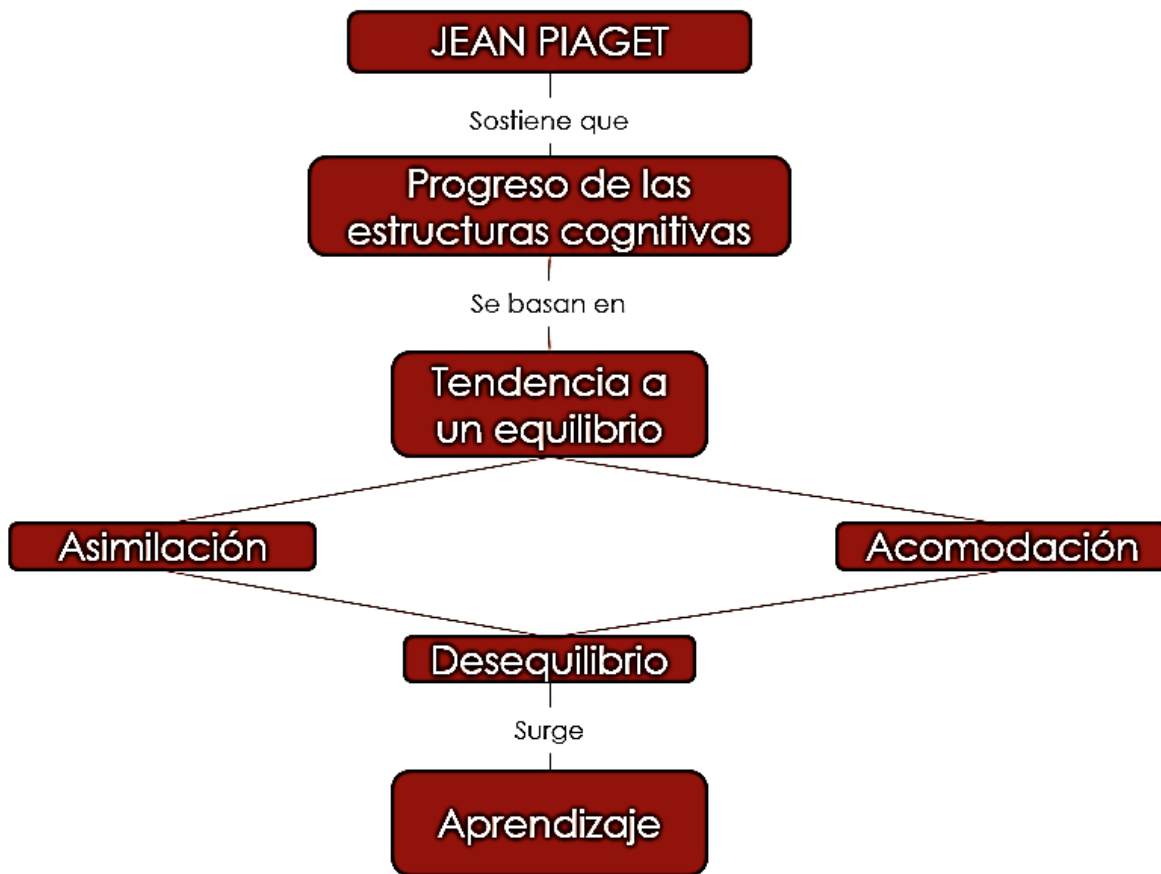 JEAN PIAGET
Sostiene que
Progreso de las
estructuras cognitivas
Se basan en
Tendencia a
un equilibrio
Asimilación
Acomodación
Desequilibrio
Surge
Aprendizaje